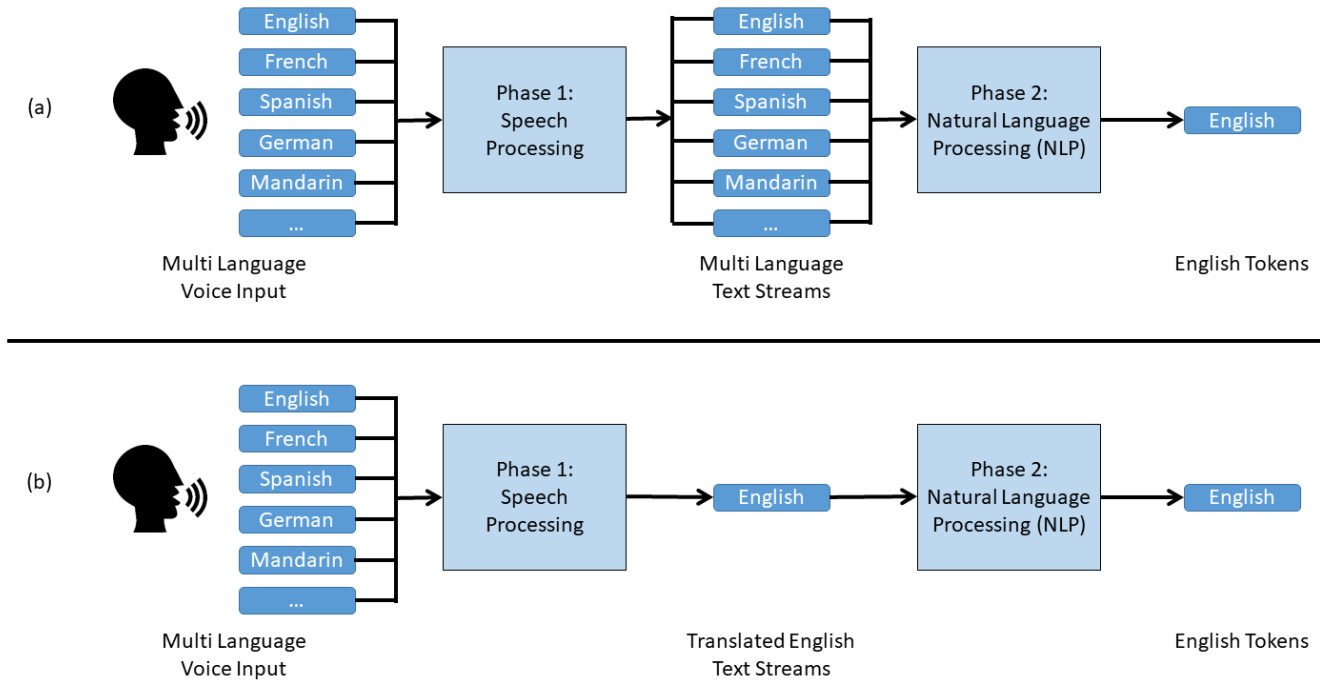 (a)
English
French
Spanish
German
Mandarin
...
Multi Language
Voice Input
Phase 1:
Speech
Processing
English
French
Spanish
German
Mandarin
...
Multi Language
Text Streams
Phase 2:
Natural Language
Processing (NLP)
English
English Tokens
(b)
English
French
Spanish
German
Mandarin
...
Multi Language
Voice Input
Phase 1:
Speech
Processing
English
Translated English
Text Streams
Phase 2:
Natural Language
Processing (NLP)
English
English Tokens